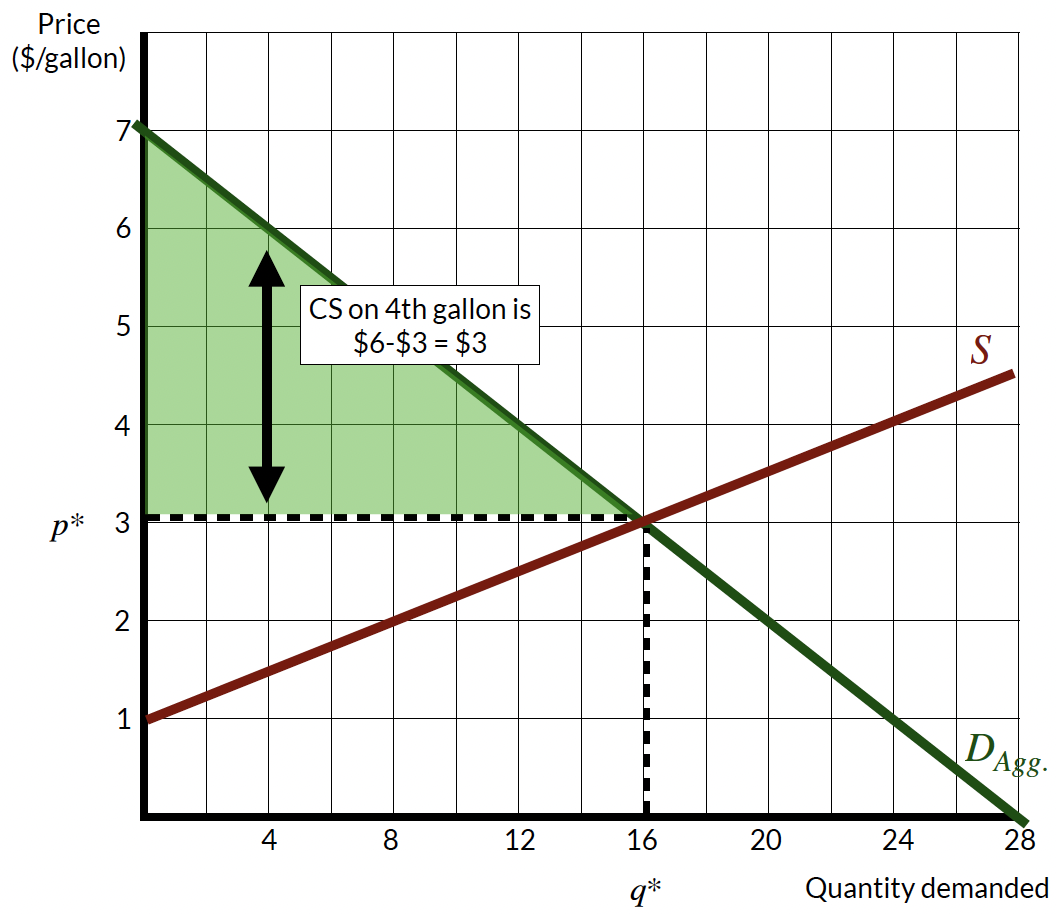 Price
($/gallon)
7
6
CS on 4th gallon is
$6-$3 = $3
5
S
4
p* 3
2
1
D_Agg.
4 8 12 16 20 24 28
q* Quantity demanded